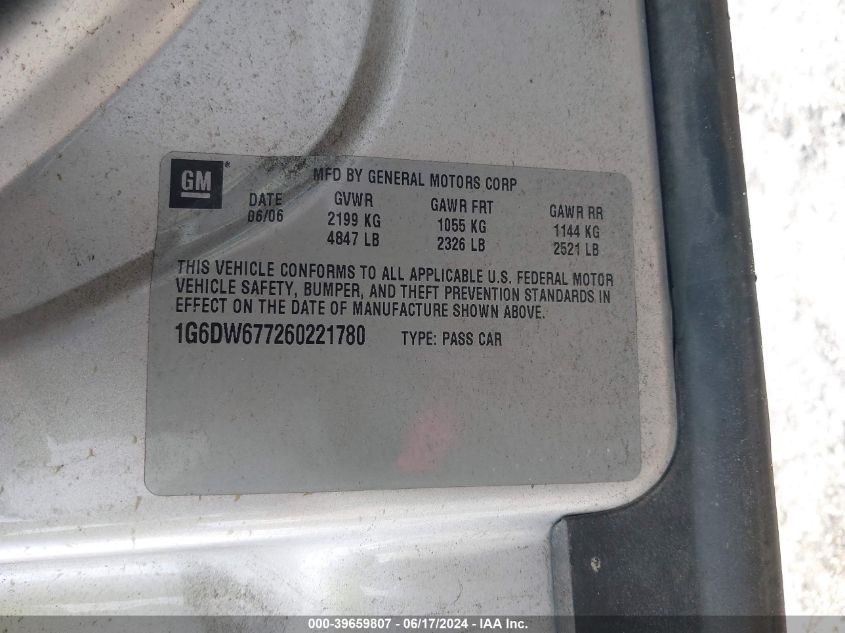 GM
MFD BY GENERAL MOTORS CORP
DATE GVWR GAWR FRT GAWR RR
06/06 2199 KG 1055 KG 1144 KG
4847 LB 2326 LB 2521 LB
THIS VEHICLE CONFORMS TO ALL APPLICABLE U.S. FEDERAL MOTOR
VEHICLE SAFETY, BUMPER, AND THEFT PREVENTION STANDARDS IN
EFFECT ON THE DATE OF MANUFACTURE SHOWN ABOVE.
1G6DW677260221780 TYPE: PASS CAR
000-39659807 - 06/17/2024 - IAA Inc.